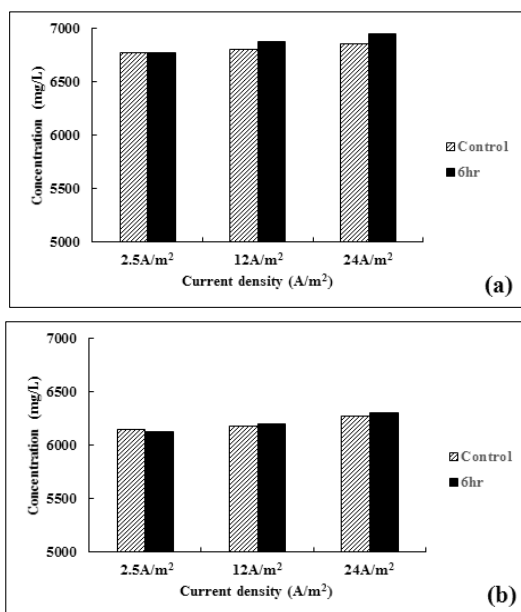 7000
6500
6000
5500
5000
Concentration (mg/L)
2.5A/m²
12A/m²
24A/m²
Current density (A/m²)
Control
6hr
(a)
7000
6500
6000
5500
5000
Concentration (mg/L)
2.5A/m²
12A/m²
24A/m²
Current density (A/m²)
Control
6hr
(b)